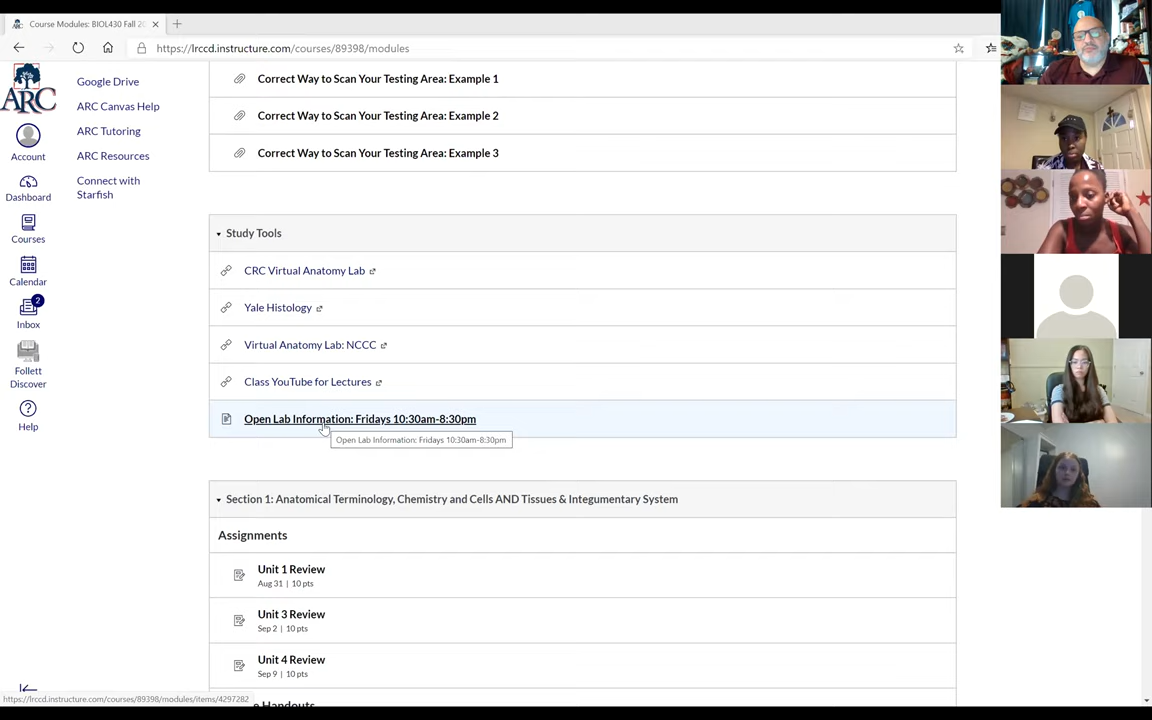 Course Modules: BIOL430 Fall 20
https://lrccd.instructure.com/courses/89398/modules
ARC
Account
Dashboard
Courses
Calendar
2
Inbox
Follett
Discover
Help
Google Drive
ARC Canvas Help
ARC Tutoring
ARC Resources
Connect with
Starfish
Correct Way to Scan Your Testing Area: Example 1
Correct Way to Scan Your Testing Area: Example 2
Correct Way to Scan Your Testing Area: Example 3
Study Tools
CRC Virtual Anatomy Lab
Yale Histology
Virtual Anatomy Lab: NCCC
Class YouTube for Lectures
Open Lab Information: Fridays 10:30am-8:30pm
Open Lab Information: Fridays 10:30am-8:30pm
Section 1: Anatomical Terminology, Chemistry and Cells AND Tissues & Integumentary System
Assignments
Unit 1 Review
Aug 31 | 10 pts
Unit 3 Review
Sep 2 | 10 pts
Unit 4 Review
Sep 9 | 10 pts
e Handouts
https://lrccd.instructure.com/courses/89398/modules/items/4297282